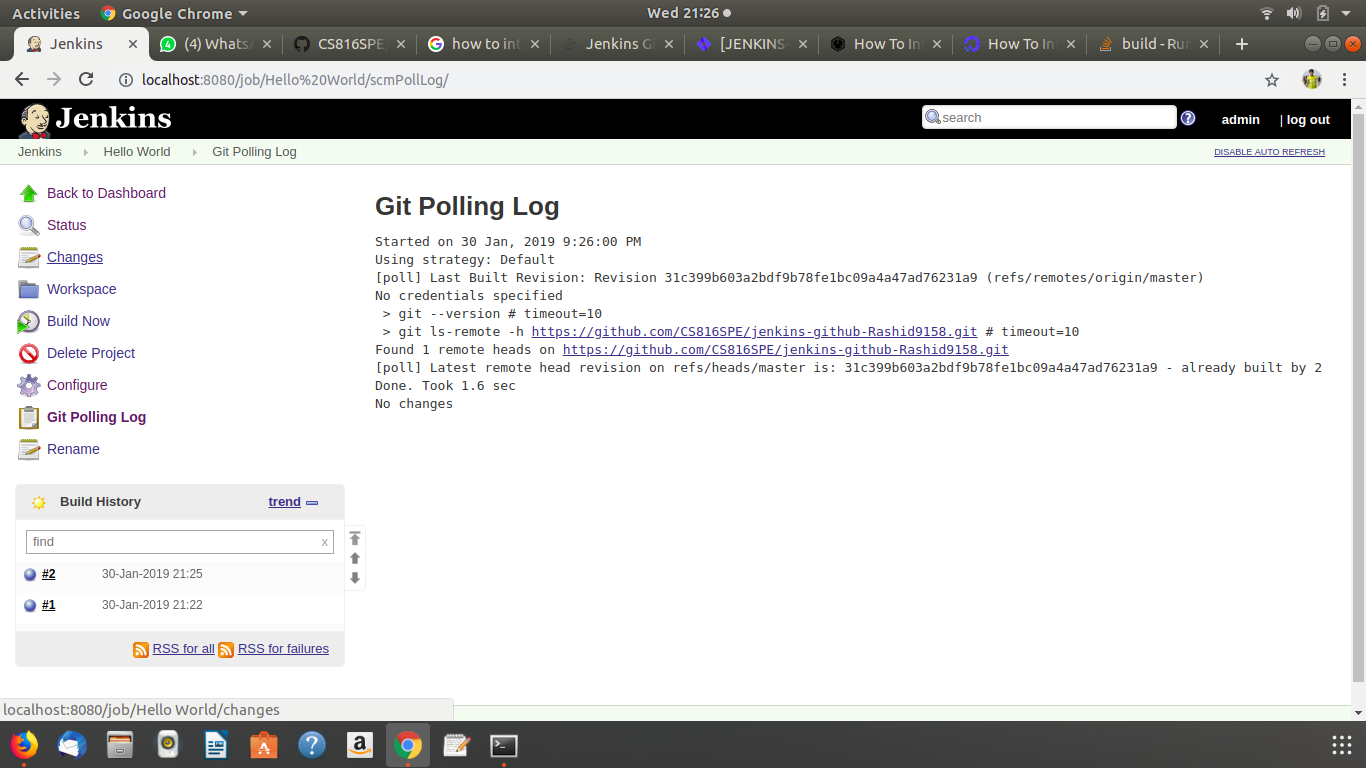 Activities
Google Chrome
Wed 21:26
Jenkins
(4) Whats
CS816SPE
how to int
Jenkins G
[JENKINS-
How To In
How To In
build - Ru
localhost:8080/job/Hello%20World/scmPollLog/
Jenkins
search
admin
| log out
Jenkins
Hello World
Git Polling Log
DISABLE AUTO REFRESH
Back to Dashboard
Status
Changes
Workspace
Build Now
Delete Project
Configure
Git Polling Log
Rename
Git Polling Log
Started on 30 Jan, 2019 9:26:00 PM
Using strategy: Default
[poll] Last Built Revision: Revision 31c399b603a2bdf9b78fe1bc09a4a47ad76231a9 (refs/remotes/origin/master)
No credentials specified
> git --version # timeout=10
> git ls-remote -h https://github.com/CS816SPE/jenkins-github-Rashid9158.git # timeout=10
Found 1 remote heads on https://github.com/CS816SPE/jenkins-github-Rashid9158.git
[poll] Latest remote head revision on refs/heads/master is: 31c399b603a2bdf9b78fe1bc09a4a47ad76231a9 - already built by 2
Done. Took 1.6 sec
No changes
Build History
trend
find
x
#2 30-Jan-2019 21:25
#1 30-Jan-2019 21:22
RSS for all
RSS for failures
localhost:8080/job/Hello World/changes